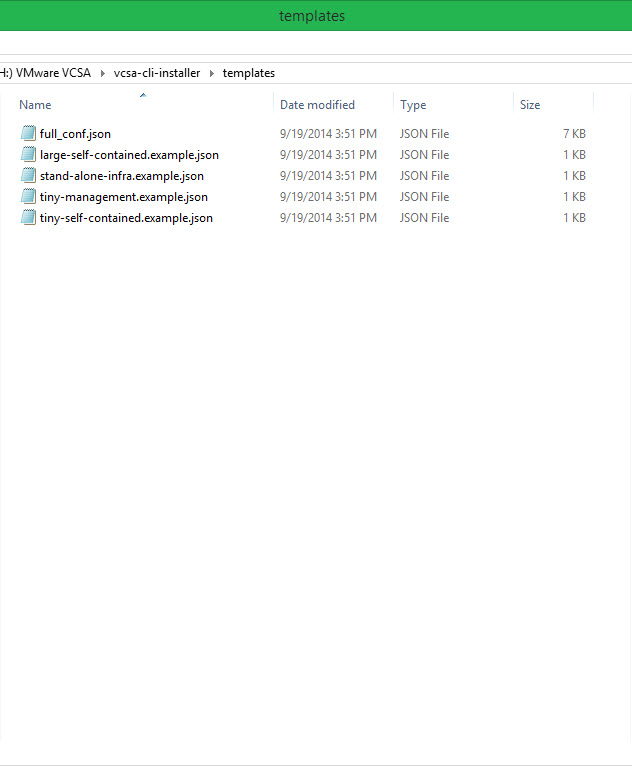 templates
H:) VMware VCSA vcsa-cli-installer templates
Name Date modified Type Size
full_conf.json 9/19/2014 3:51 PM JSON File 7 KB
large-self-contained.example.json 9/19/2014 3:51 PM JSON File 1 KB
stand-alone-infra.example.json 9/19/2014 3:51 PM JSON File 1 KB
tiny-management.example.json 9/19/2014 3:51 PM JSON File 1 KB
tiny-self-contained.example.json 9/19/2014 3:51 PM JSON File 1 KB